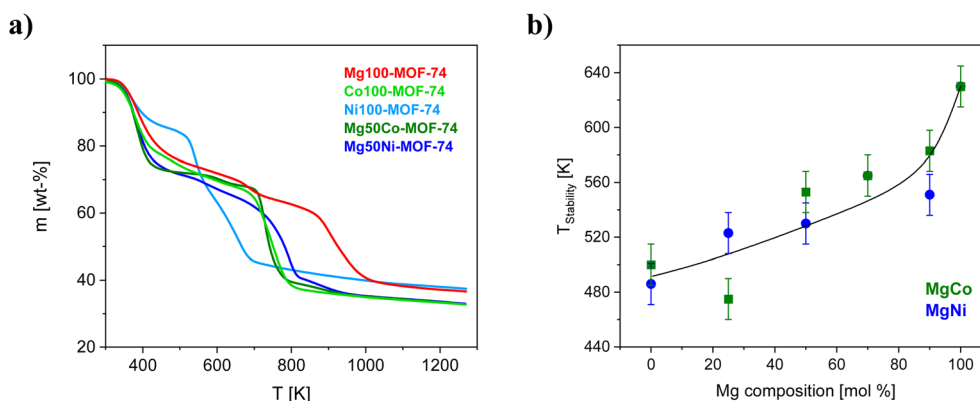 a)
100
80
60
40
20
m [wt-%]
400
600
800
1000
1200
T [K]
Mg100-MOF-74
Co100-MOF-74
Ni100-MOF-74
Mg50Co-MOF-74
Mg50Ni-MOF-74
b)
640
600
560
520
480
440
TStability [K]
0
20
40
60
80
100
Mg composition [mol %]
MgCo
MgNi